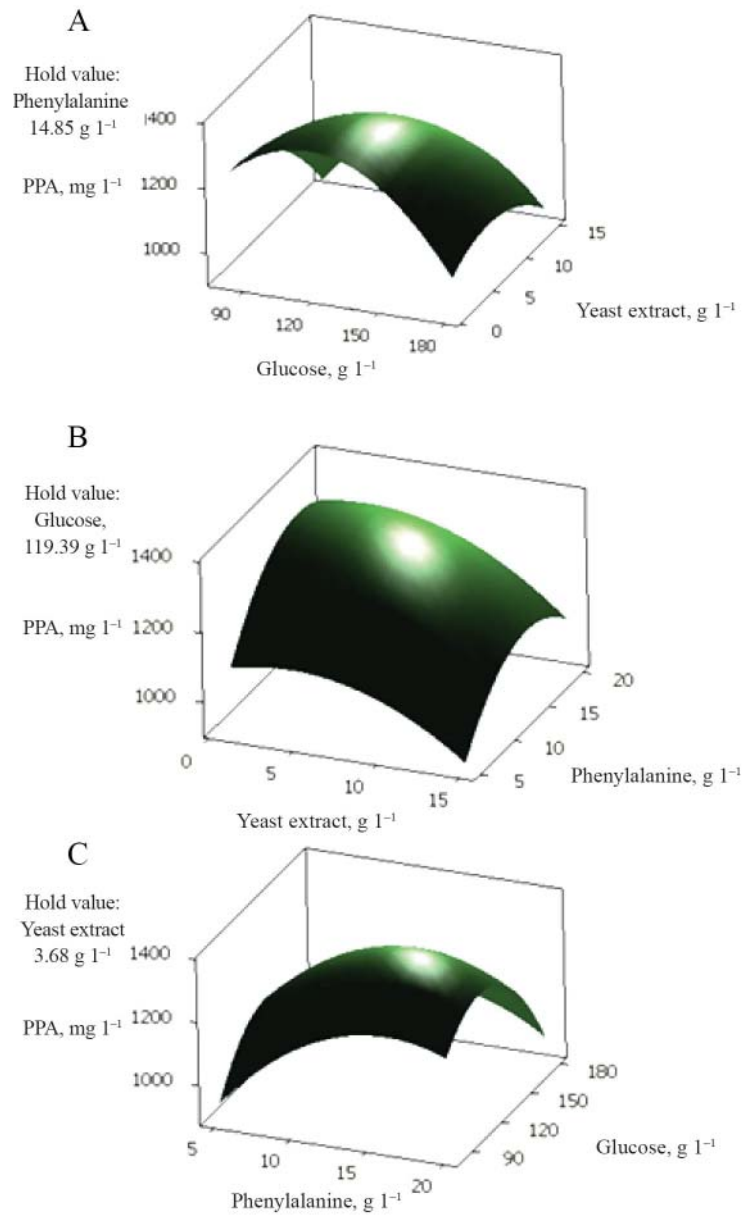 A
Hold value:
Phenylalanine
14.85 g l⁻¹
1400
PPA, mg l⁻¹
1200
1000
90
120
150
180
0
5
10
15
Glucose, g l⁻¹
Yeast extract, g l⁻¹
B
Hold value:
Glucose,
119.39 g l⁻¹
1400
PPA, mg l⁻¹
1200
1000
0
5
10
15
5
10
15
20
Yeast extract, g l⁻¹
Phenylalanine, g l⁻¹
C
Hold value:
Yeast extract
3.68 g l⁻¹
1400
PPA, mg l⁻¹
1200
1000
5
10
15
20
90
120
150
180
Phenylalanine, g l⁻¹
Glucose, g l⁻¹